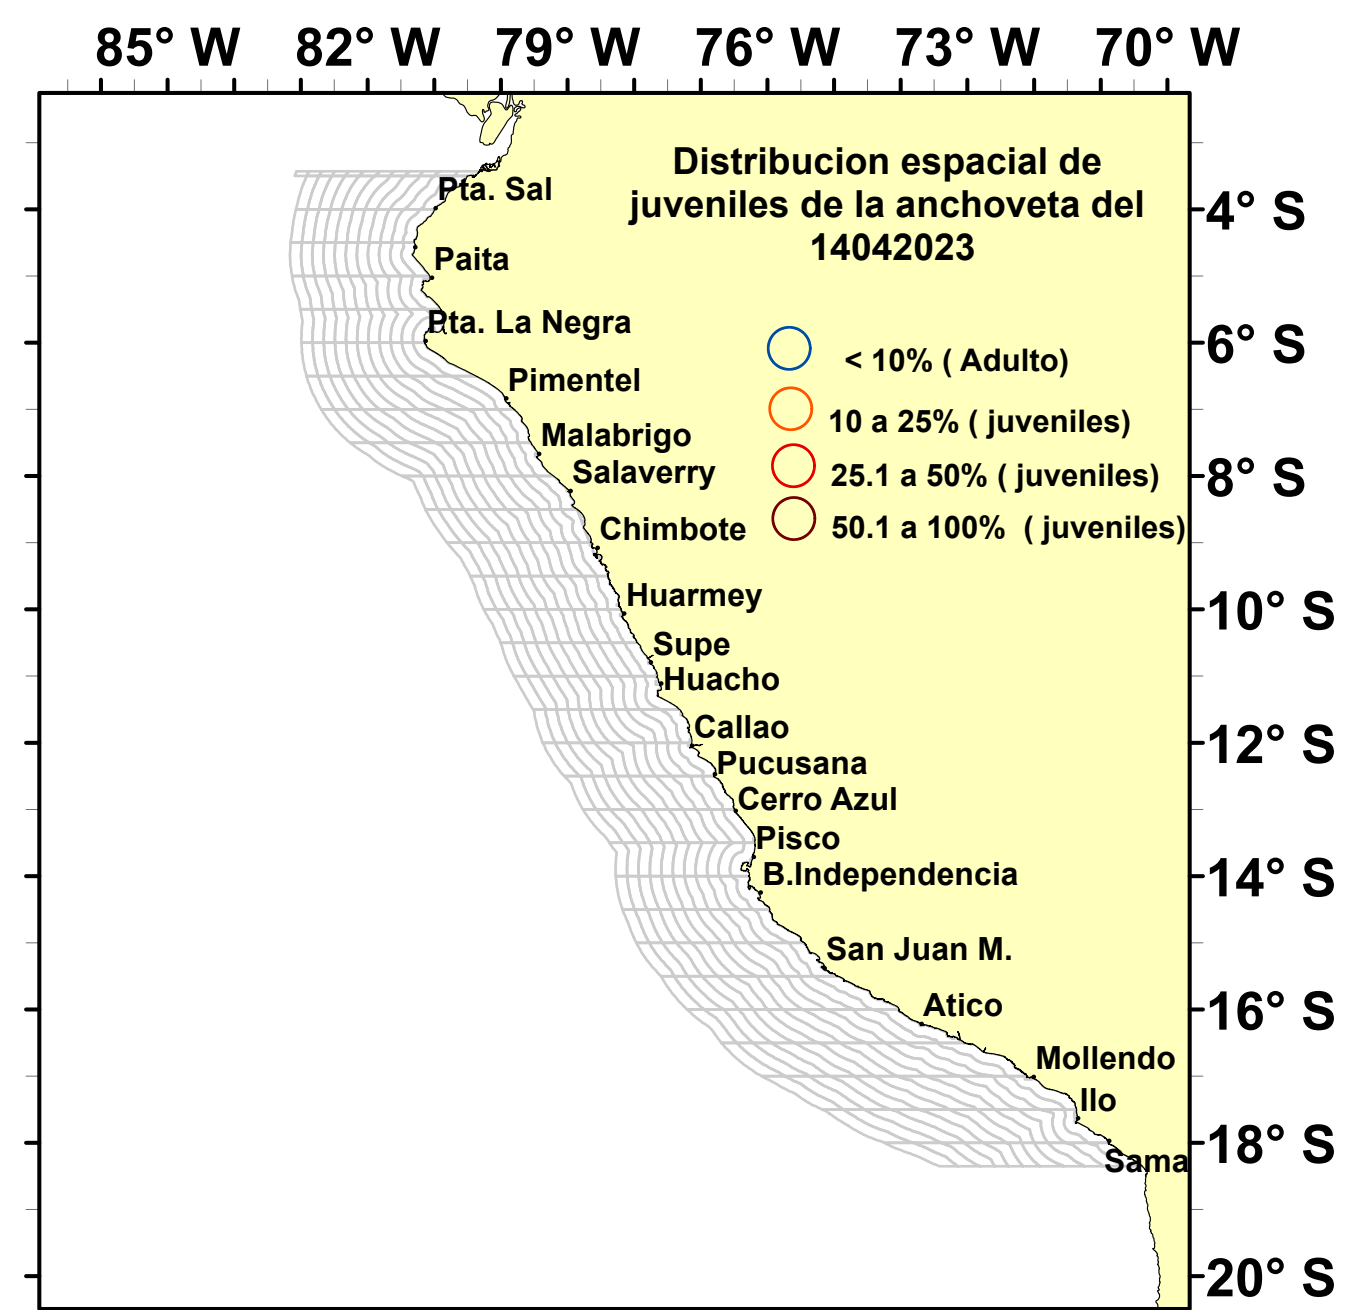 85° W 82° W 79° W 76° W 73° W 70° W
Distribucion espacial de
juveniles de la anchoveta del
14042023
Pta. Sal
4° S
Paita
Pta. La Negra
6° S
< 10% ( Adulto)
Pimentel
10 a 25% ( juveniles)
Malabrigo
Salaverry
25.1 a 50% ( juveniles)
8° S
Chimbote
50.1 a 100% ( juveniles)
Huarmey
10° S
Supe
Huacho
Callao
12° S
Pucusana
Cerro Azul
Pisco
B.Independencia
14° S
San Juan M.
Atico
16° S
Mollendo
Ilo
18° S
Sama
20° S